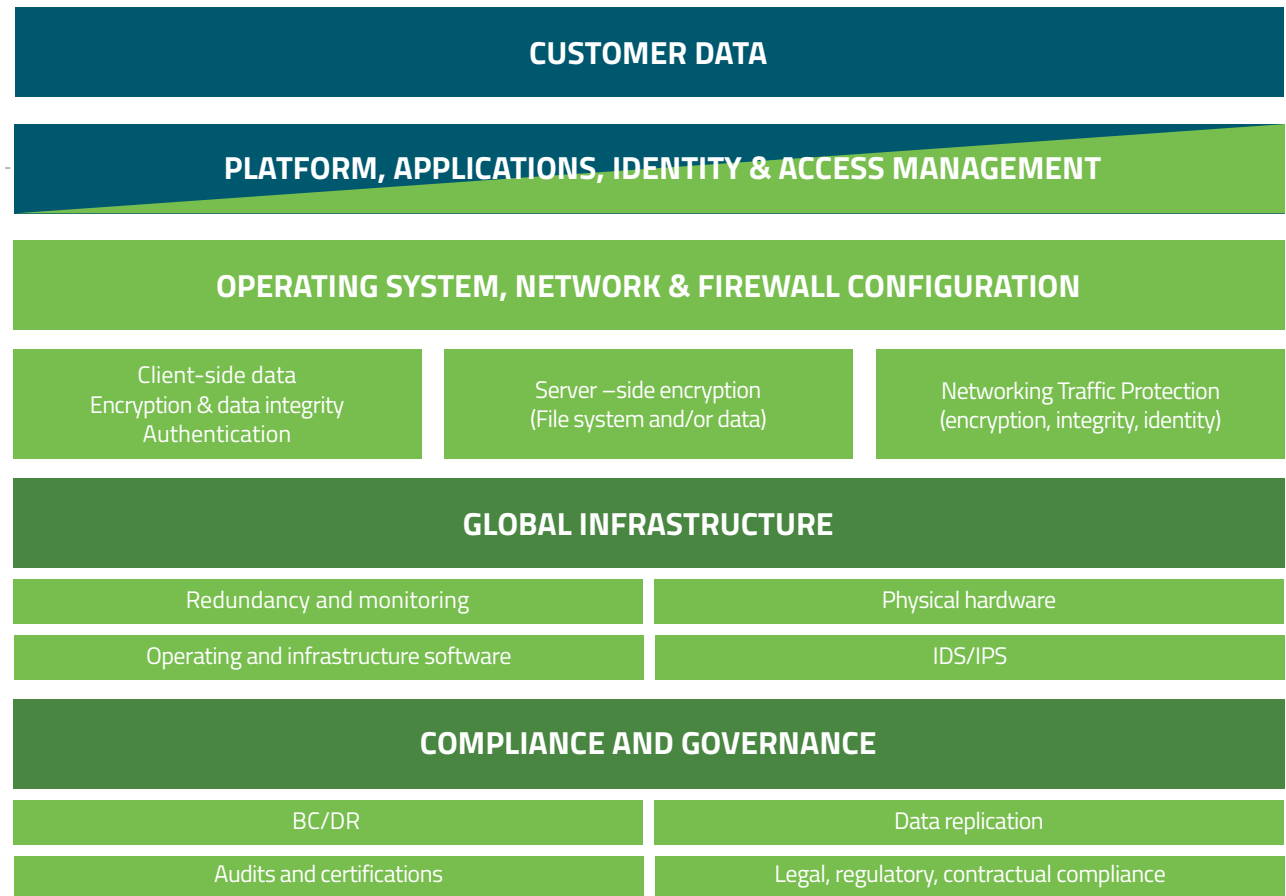 CUSTOMER DATA
PLATFORM, APPLICATIONS, IDENTITY & ACCESS MANAGEMENT
OPERATING SYSTEM, NETWORK & FIREWALL CONFIGURATION
Client-side data
Encryption & data integrity
Authentication
Server –side encryption
(File system and/or data)
Networking Traffic Protection
(encryption, integrity, identity)
GLOBAL INFRASTRUCTURE
Redundancy and monitoring
Physical hardware
Operating and infrastructure software
IDS/IPS
COMPLIANCE AND GOVERNANCE
BC/DR
Data replication
Audits and certifications
Legal, regulatory, contractual compliance